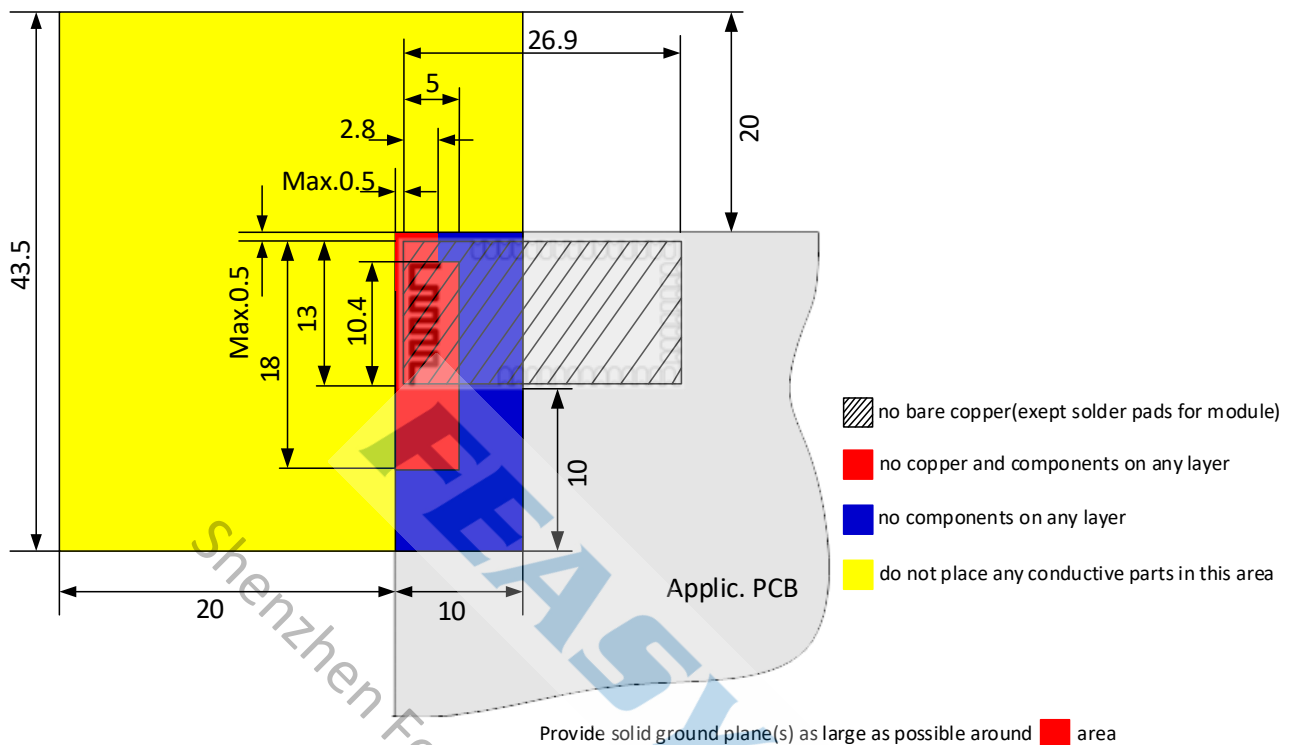 26.9
5
2.8
20
Max.0.5
43.5
Max.0.5
18
13
10.4
10
no bare copper(exept solder pads for module)
no copper and components on any layer
no components on any layer
do not place any conductive parts in this area
Applic. PCB
20
10
FEASY
Shenzhen Fe
Provide solid ground plane(s) as large as possible around area